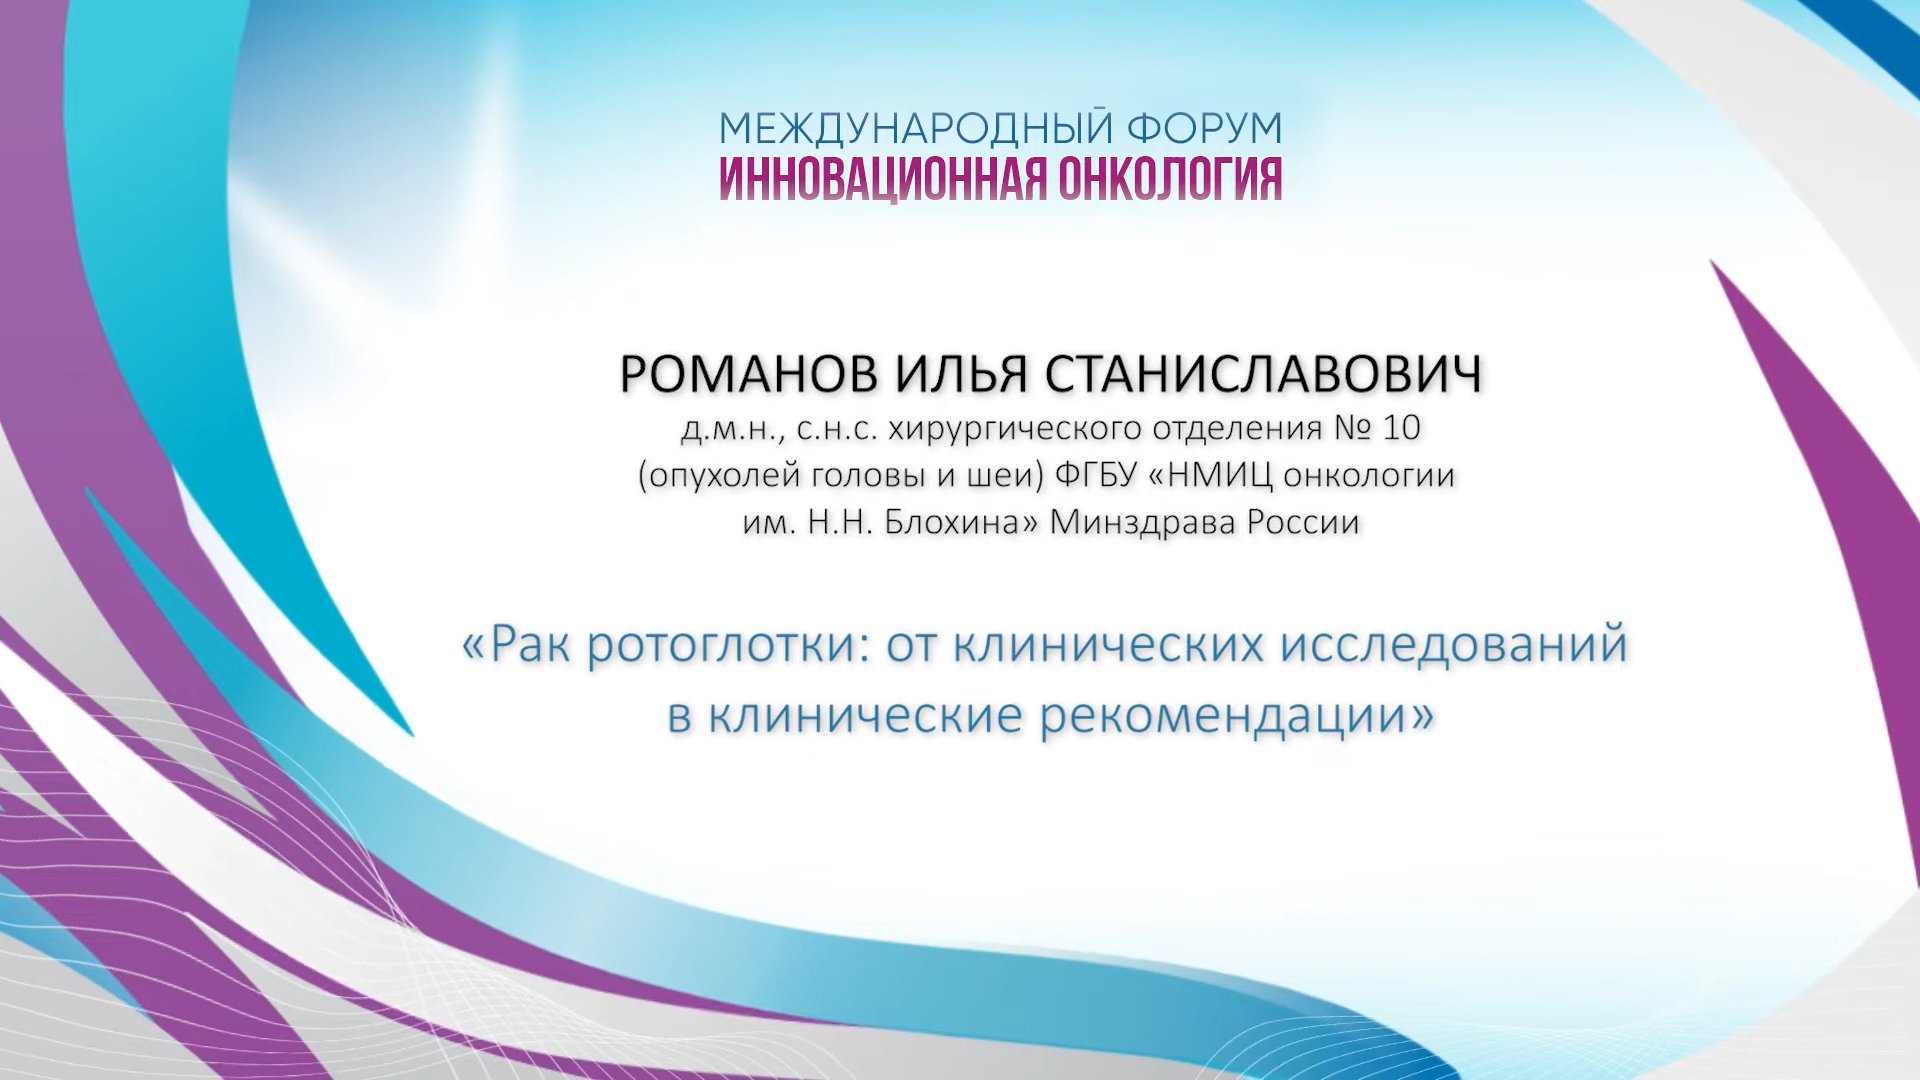 МЕЖДУНАРОДНЫЙ ФОРУМ
ИННОВАЦИОННАЯ ОНКОЛОГИЯ
РОМАНОВ ИЛЬЯ СТАНИСЛАВОВИЧ
д.м.н., с.н.с. хирургического отделения № 10
(опухолей головы и шеи) ФГБУ «НМИЦ онкологии
им. Н.Н. Блохина» Минздрава России
«Рак ротоглотки: от клинических исследований
в клинические рекомендации»